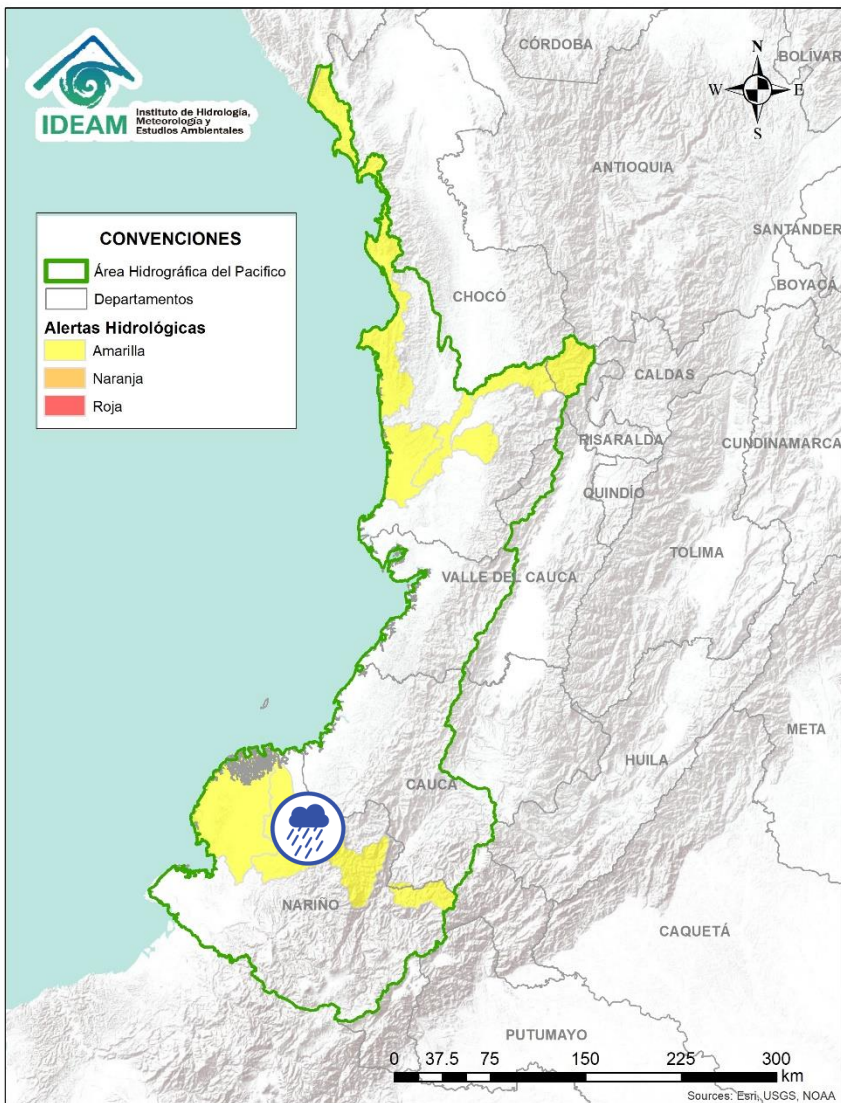 IDEAM
Instituto de Hidrología,
Meteorología y
Estudios Ambientales
CÓRDOBA
BOLÍVAR
N
W
E
S
ANTIOQUIA
SANTANDER
BOYACÁ
CONVENCIONES
Área Hidrográfica del Pacifico
Departamentos
Alertas Hidrológicas
Amarilla
Naranja
Roja
CHOCÓ
CALDAS
RISARALDA
CUNDINAMARCA
QUINDÍO
TOLIMA
VALLE DEL CAUCA
META
HUILA
CAUCA
NARIÑO
CAQUETÁ
PUTUMAYO
0 37.5 75 150 225 300
km
Sources: Esri, USGS, NOAA